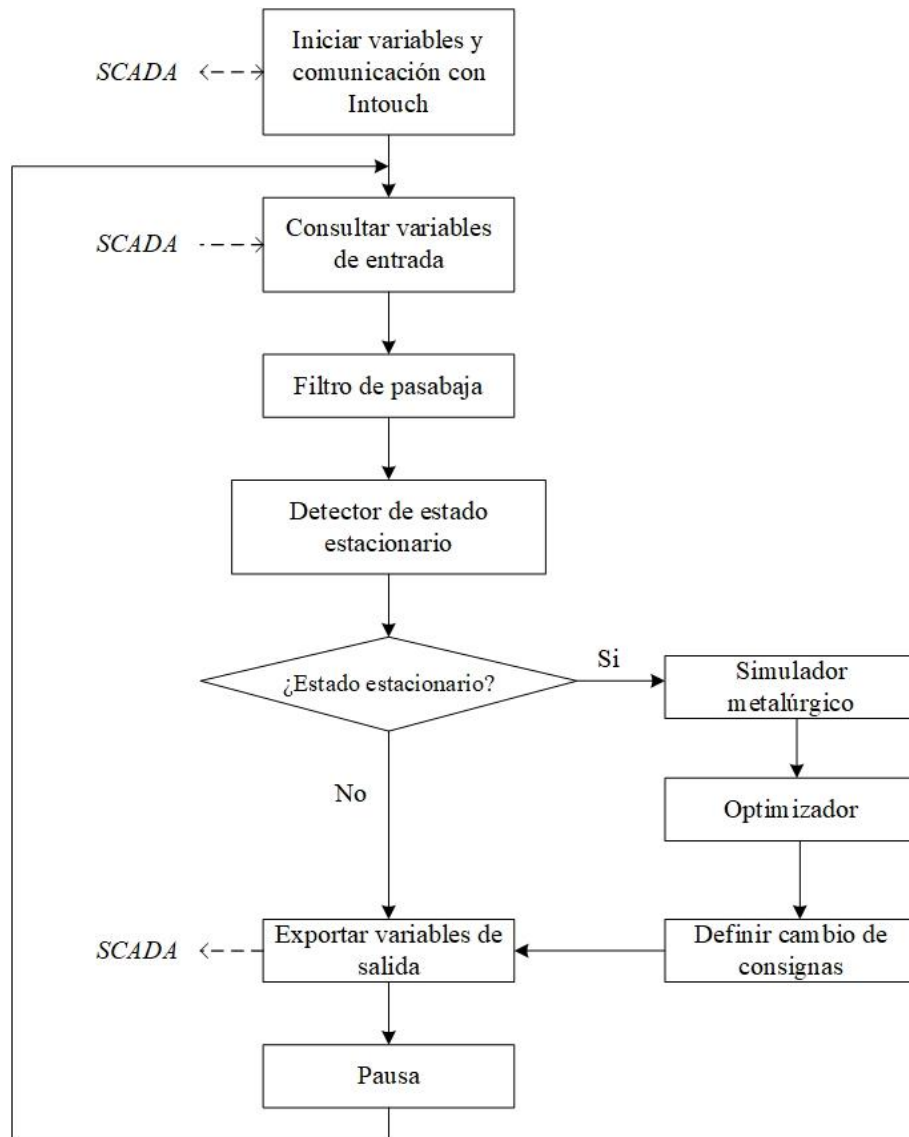 Iniciar variables y
SCADA
comunicación con
Intouch
SCADA
Consultar variables
de entrada
Filtro de pasabaja
Detector de estado
estacionario
¿Estado estacionario?
Si
Simulador
metalúrgico
No
Optimizador
SCADA
Exportar variables de
salida
Definir cambio de
consignas
Pausa